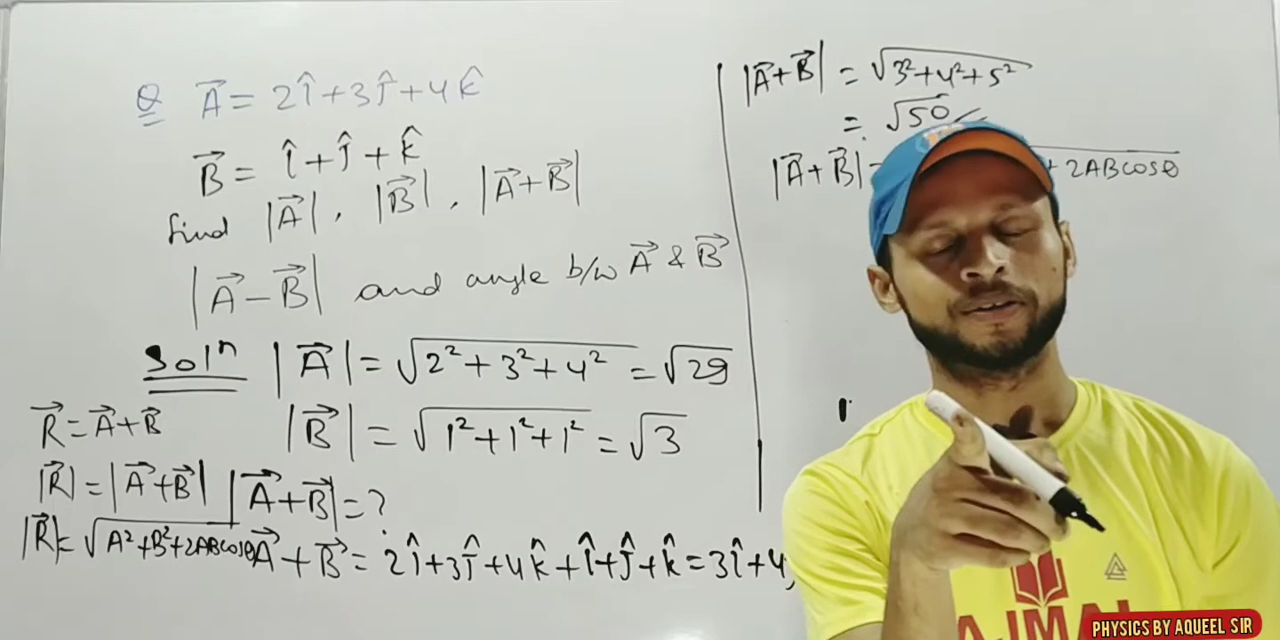 Q A⃗ = 2î+3ĵ+4k̂
B⃗ = î+ĵ+k̂
find |A⃗|, |B⃗|, |A⃗+B⃗|
|A⃗−B⃗| and angle b/w A⃗ & B⃗
Solⁿ |A⃗| = √(2²+3²+4²) = √29
|B⃗| = √(1²+1²+1²) = √3
R⃗ = A⃗+B⃗
|R⃗| = |A⃗+B⃗|
|R⃗| = √(A²+B²+2ABcosθ)
|A⃗+B⃗| = ?
A⃗+B⃗ = 2î+3ĵ+4k̂+î+ĵ+k̂ = 3î+4
|A⃗+B⃗| = √(3²+4²+5²)
= √50
|A⃗+B⃗| = + 2ABcosθ
AJMAL
PHYSICS BY AQUEEL SIR